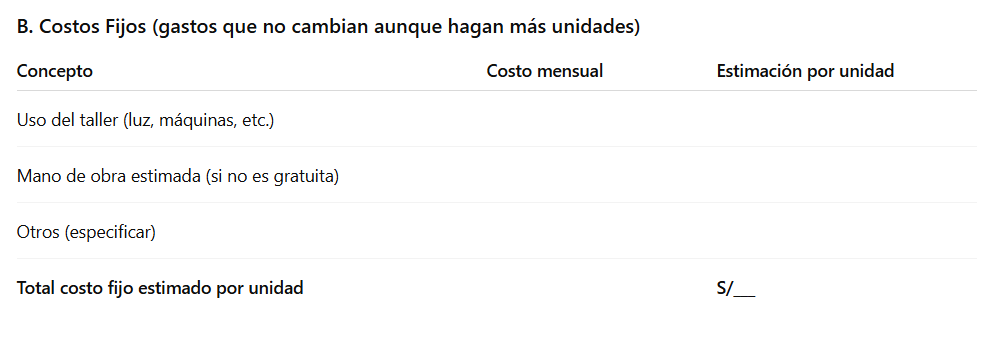 B. Costos Fijos (gastos que no cambian aunque hagan más unidades)
Concepto Costo mensual Estimación por unidad
Uso del taller (luz, máquinas, etc.)
Mano de obra estimada (si no es gratuita)
Otros (especificar)
Total costo fijo estimado por unidad S/___